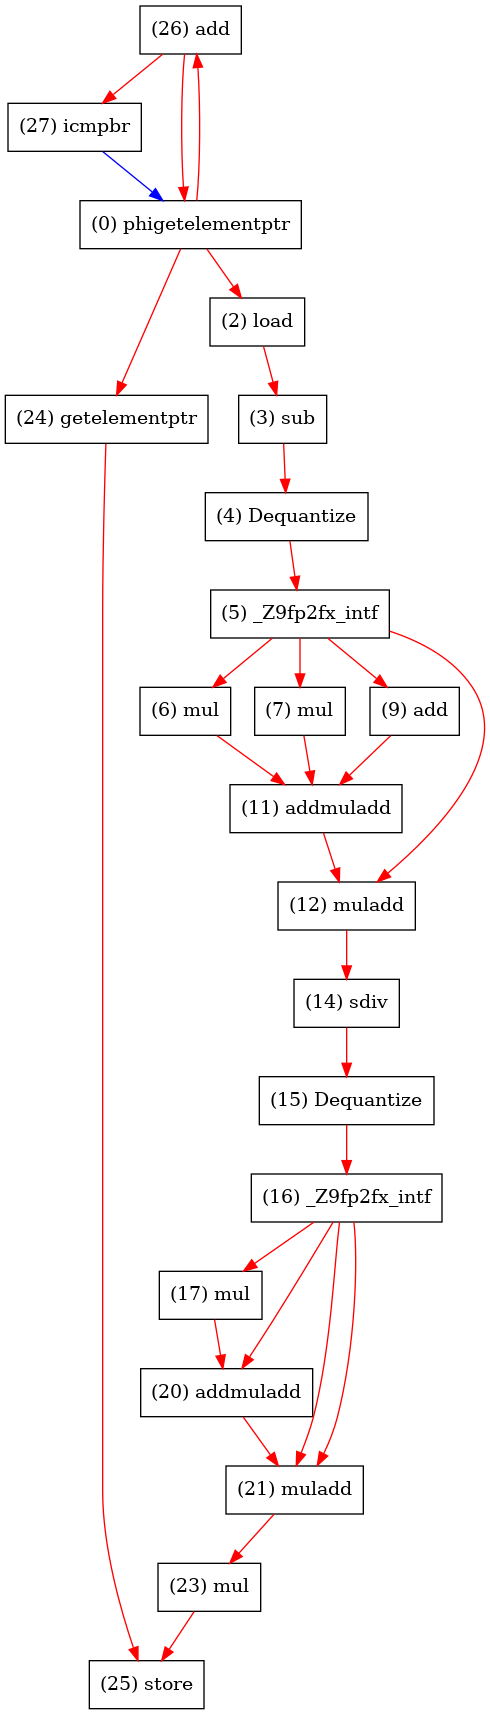 (26) add
(27) icmpbr
(0) phigetelementptr
(2) load
(24) getelementptr
(3) sub
(4) Dequantize
(5) _Z9fp2fx_intf
(6) mul
(7) mul
(9) add
(11) addmuladd
(12) muladd
(14) sdiv
(15) Dequantize
(16) _Z9fp2fx_intf
(17) mul
(20) addmuladd
(21) muladd
(23) mul
(25) store